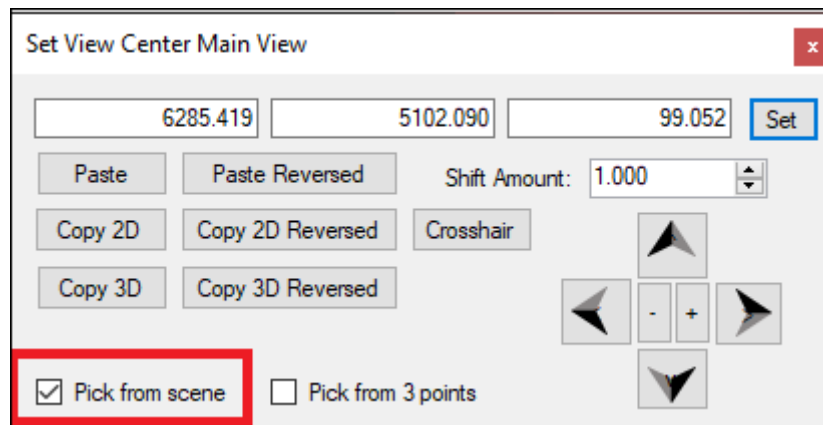 Set View Center Main View
x
6285.419 5102.090 99.052 Set
Paste Paste Reversed Shift Amount: 1.000
Copy 2D Copy 2D Reversed Crosshair
Copy 3D Copy 3D Reversed
- +
Pick from scene Pick from 3 points